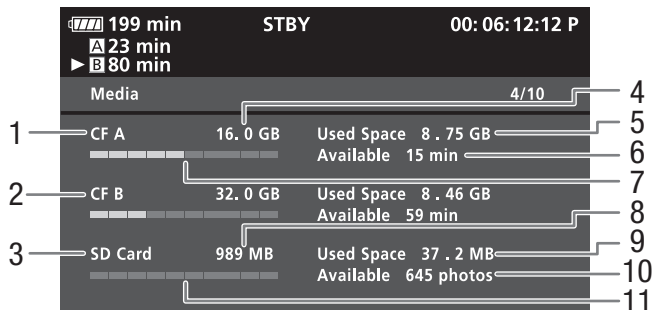 199 min STBY 00:06:12:12 P
A 23 min
▶ B 80 min
Media 4/10
4
1 CF A 16.0 GB Used Space 8.75 GB 5
Available 15 min 6
7
2 CF B 32.0 GB Used Space 8.46 GB
Available 59 min
8
3 SD Card 989 MB Used Space 37.2 MB 9
Available 645 photos 10
11